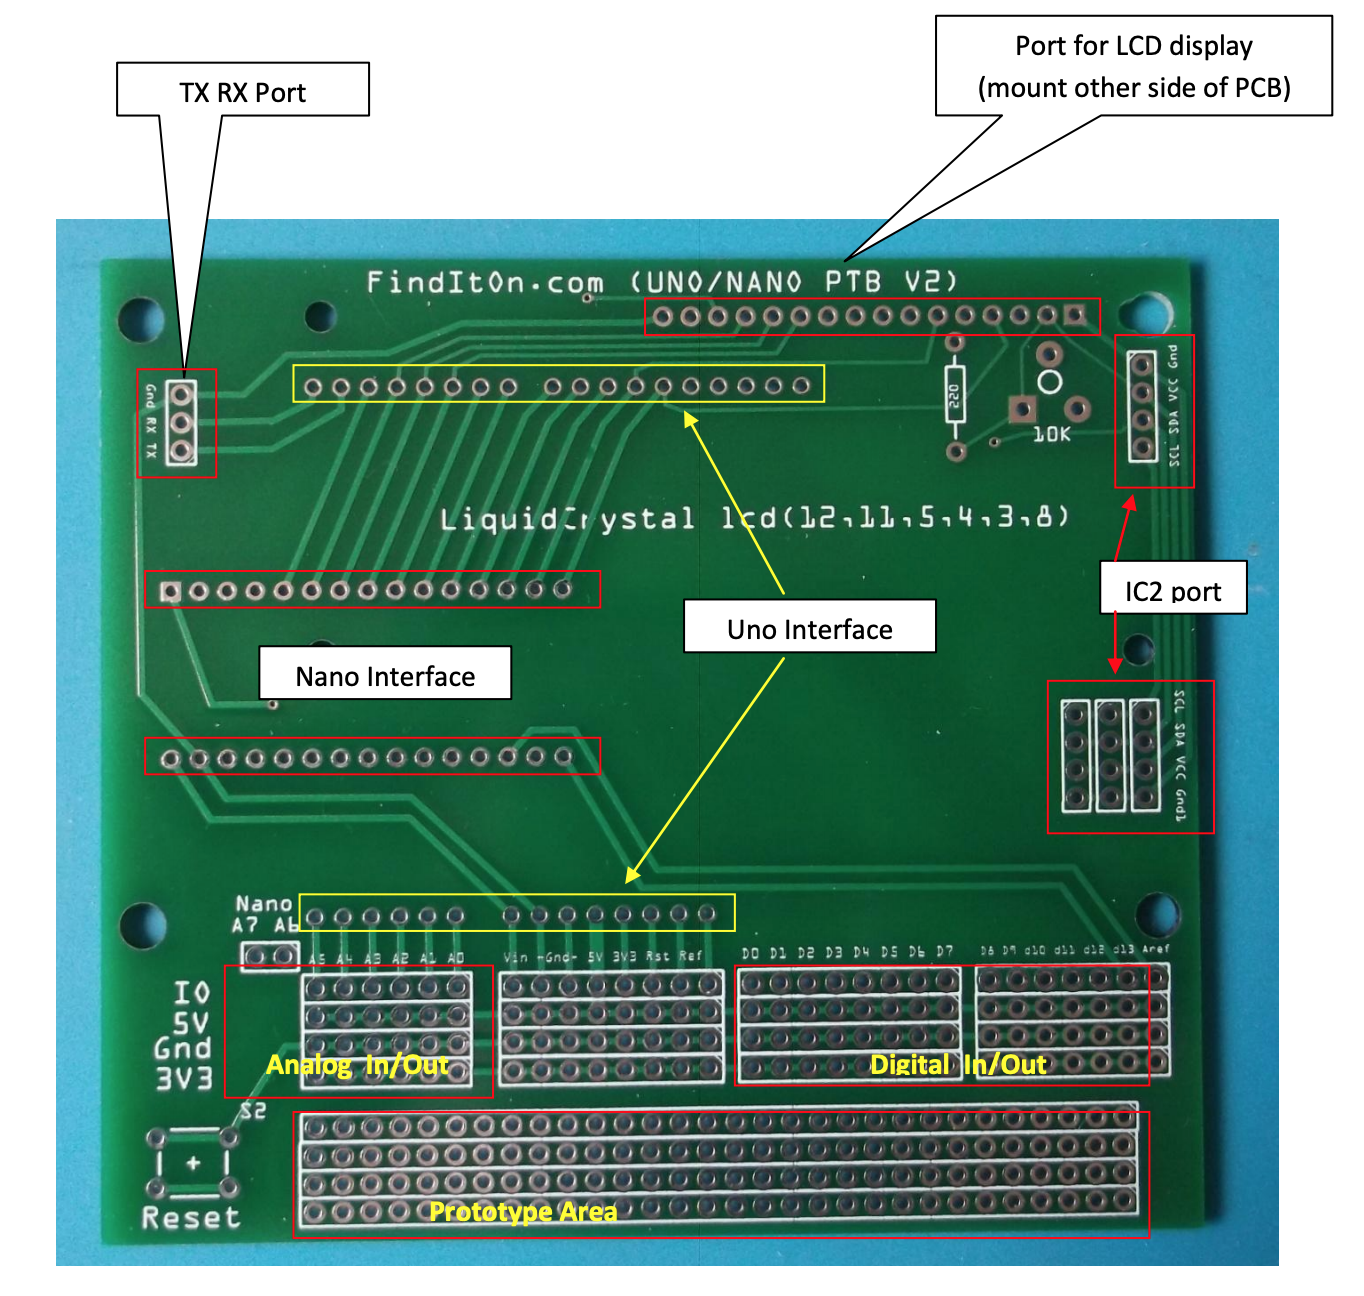 Port for LCD display
(mount other side of PCB)
TX RX Port
FindItOn.com (UNO/NANO PTB V2)
Gnd RX TX
220
10K
SCL SDA VCC Gnd
LiquidCrystal lcd(12,11,5,4,3,8)
IC2 port
Uno Interface
Nano Interface
SCL SDA VCC Gnd1
Nano
A7 A6
A5 A4 A3 A2 A1 A0
Vin -Gnd- 5V 3V3 Rst Ref
D0 D1 D2 D3 D4 D5 D6 D7
D8 D9 d10 d11 d12 d13 Aref
IO
5V
Gnd
3V3
Analog In/Out
Digital In/Out
S2
+
Reset
Prototype Area